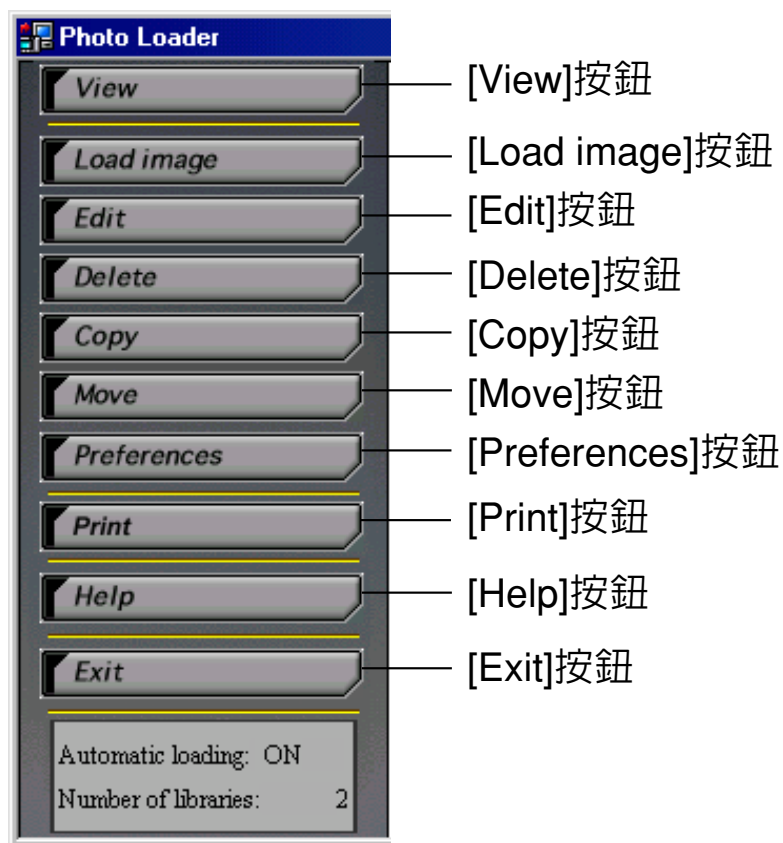 Photo Loader
View [View]按鈕
Load image [Load image]按鈕
Edit [Edit]按鈕
Delete [Delete]按鈕
Copy [Copy]按鈕
Move [Move]按鈕
Preferences [Preferences]按鈕
Print [Print]按鈕
Help [Help]按鈕
Exit [Exit]按鈕
Automatic loading: ON
Number of libraries: 2